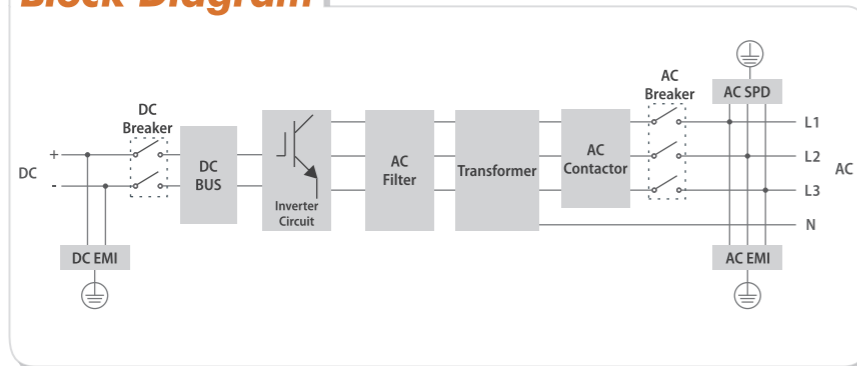 Block Diagram
DC
+
-
DC
Breaker
DC
BUS
Inverter
Circuit
AC
Filter
Transformer
AC
Contactor
AC
Breaker
AC SPD
L1
L2
L3
N
AC
DC EMI
AC EMI